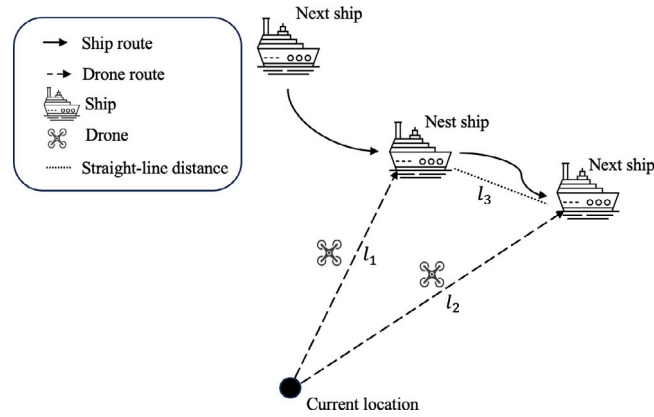 Next ship
Ship route
Drone route
Ship
Drone
Straight-line distance
Nest ship
Next ship
l₃
l₁
l₂
Current location